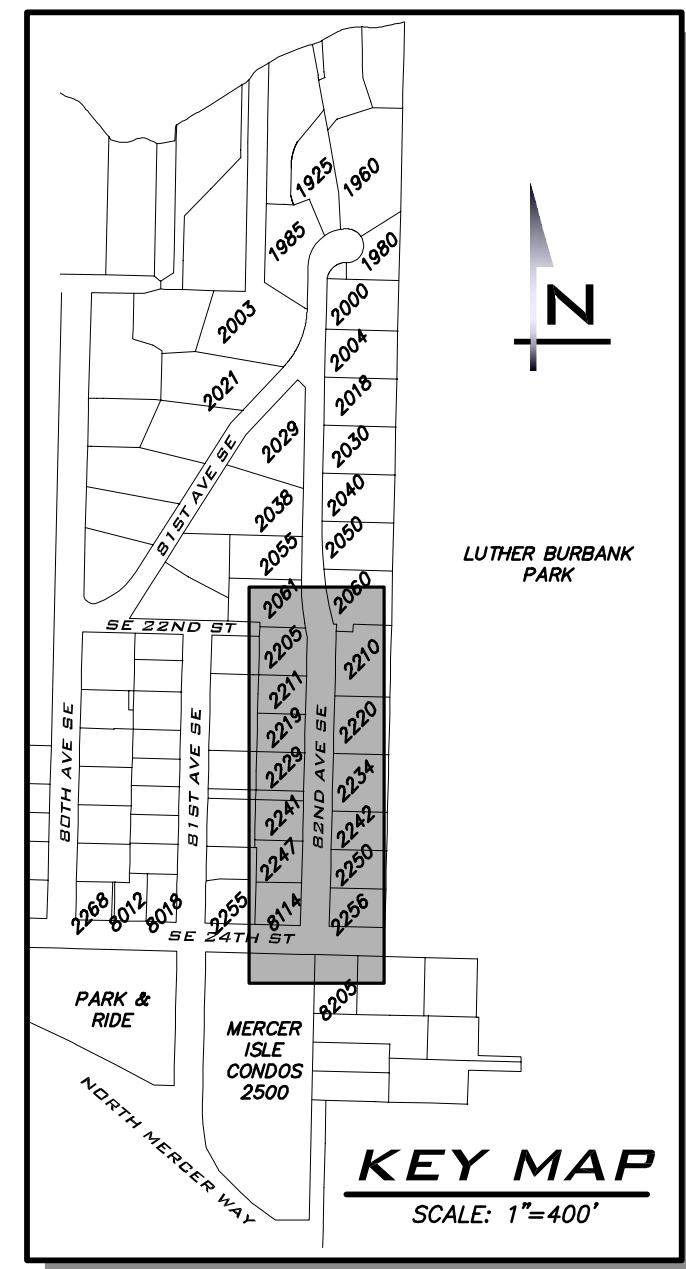 1925
1960
1985
1980
2000
2003
2004
2021
2018
2029
2030
2038
2040
2055
2050
2061
2060
81ST AVE SE
N
LUTHER BURBANK
PARK
SE 22ND ST
2205
2210
2211
2219
2220
2229
2234
2241
2242
2247
2250
80TH AVE SE
81ST AVE SE
82ND AVE SE
2268
8012
8018
2255
8114
2256
SE 24TH ST
8205
PARK &
RIDE
MERCER
ISLE
CONDOS
2500
NORTH MERCER WAY
KEY MAP
SCALE: 1"=400'